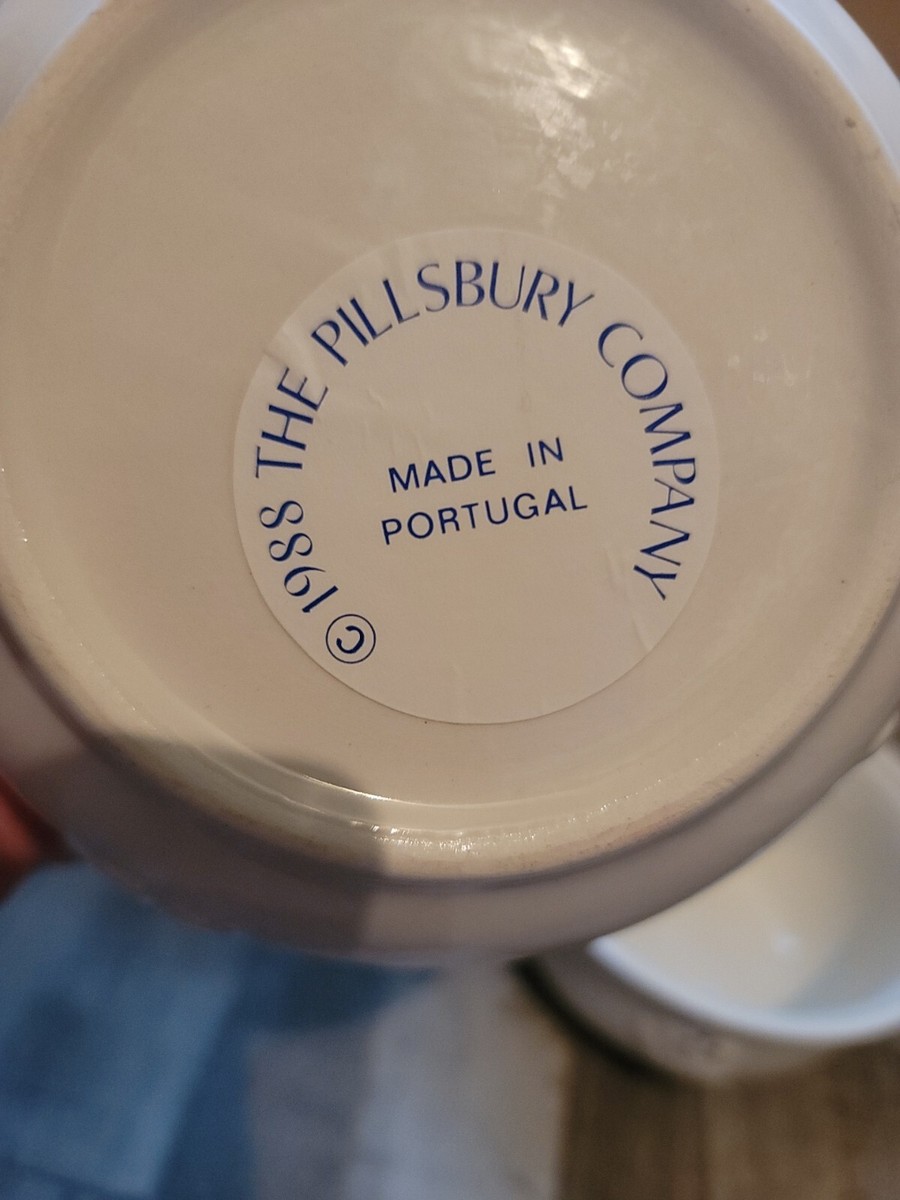 © 1988 THE PILLSBURY COMPANY
MADE IN
PORTUGAL